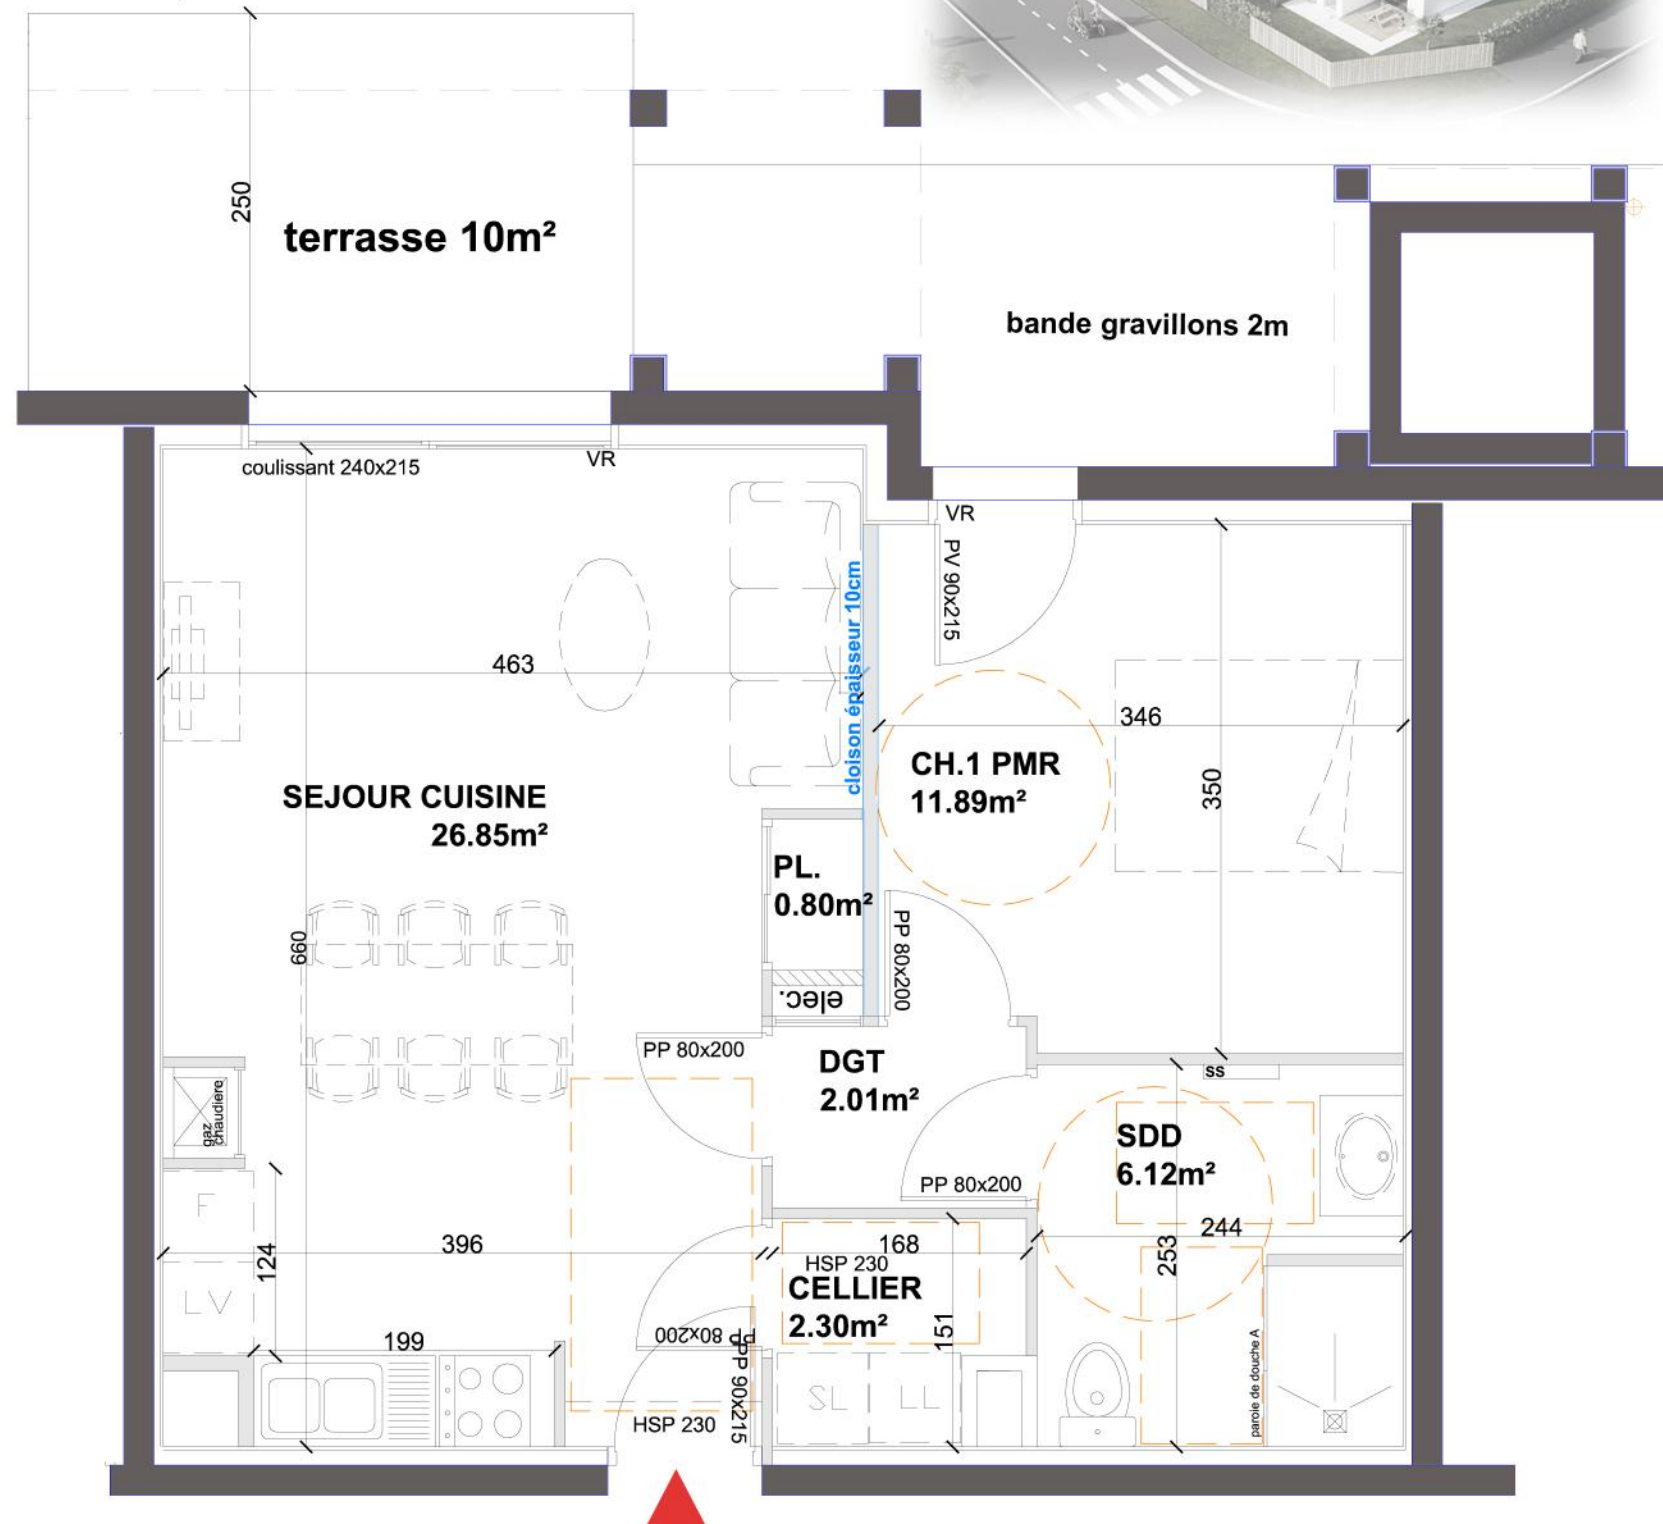 250
terrasse 10m²
bande gravillons 2m
coulissant 240x215
VR
VR
PV 90x215
cloison épaisseur 10cm
463
346
CH.1 PMR
11.89m²
350
SEJOUR CUISINE
26.85m²
PL.
0.80m²
PP 80x200
660
elec.
PP 80x200
DGT
2.01m²
ss
gaz
chaudiere
SDD
6.12m²
PP 80x200
F
396
168
244
124
253
HSP 230
CELLIER
2.30m²
LV
151
199
PP 80x200
PP 90x215
paroie de douche A
SL
LL
HSP 230